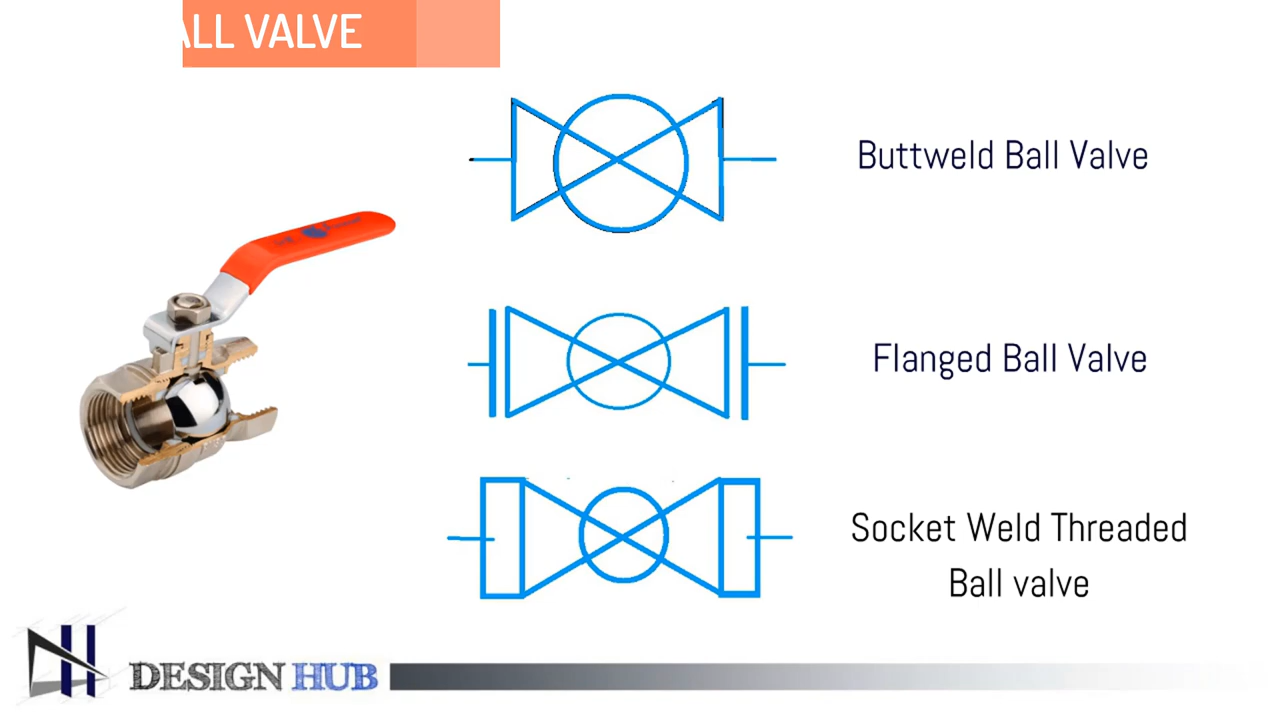 ALL VALVE
Buttweld Ball Valve
Flanged Ball Valve
Socket Weld Threaded
Ball valve
DESIGN HUB